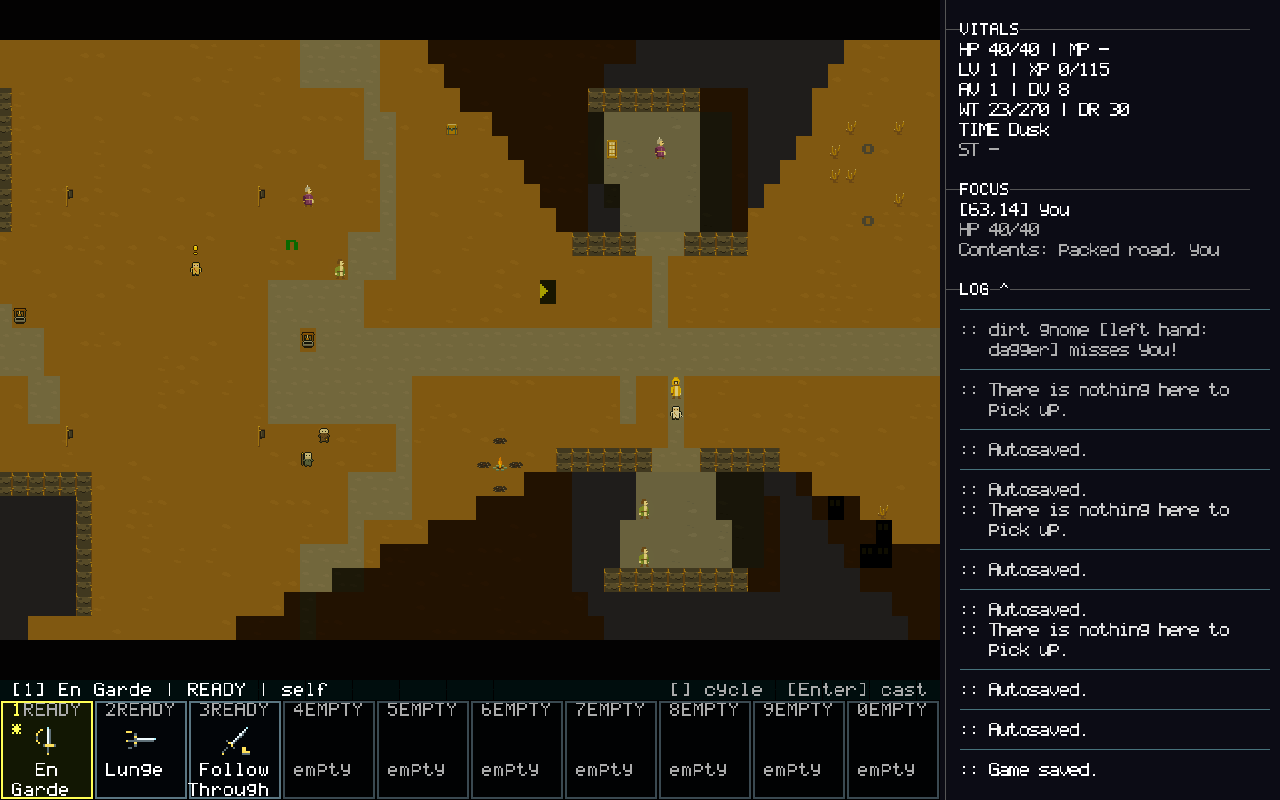 VITALS
HP 40/40 | MP -
LV 1 | XP 0/115
AV 1 | DV 8
WT 23/270 | DR 30
TIME Dusk
ST -
FOCUS
[63,14] You
HP 40/40
Contents: Packed road, You
LOG ^
:: dirt gnome [left hand:
dagger] misses You!
:: There is nothing here to
Pick up.
:: Autosaved.
:: Autosaved.
:: There is nothing here to
Pick up.
:: Autosaved.
:: Autosaved.
:: There is nothing here to
Pick up.
:: Autosaved.
:: Autosaved.
:: Game saved.
[1] En Garde | READY | self
[] cycle [Enter] cast
1READY 2READY 3READY 4EMPTY 5EMPTY 6EMPTY 7EMPTY 8EMPTY 9EMPTY 0EMPTY
*
En Garde
Lunge
Follow Through
empty empty empty empty empty empty empty